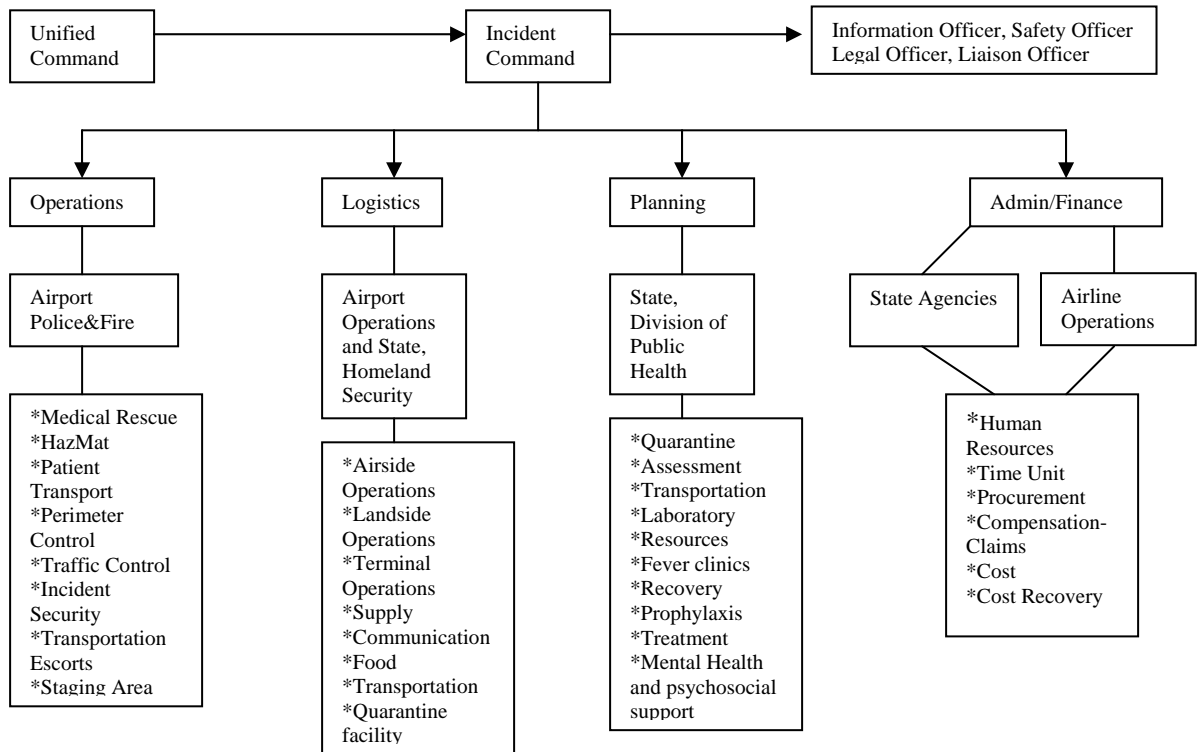 Unified
Command
Incident
Command
Information Officer, Safety Officer
Legal Officer, Liaison Officer
Operations
Logistics
Planning
Admin/Finance
Airport
Police&Fire
Airport
Operations
and State,
Homeland
Security
State,
Division of
Public
Health
State Agencies
Airline
Operations
*Medical Rescue
*HazMat
*Patient
Transport
*Perimeter
Control
*Traffic Control
*Incident
Security
*Transportation
Escorts
*Staging Area
*Airside
Operations
*Landside
Operations
*Terminal
Operations
*Supply
*Communication
*Food
*Transportation
*Quarantine
facility
*Quarantine
*Assessment
*Transportation
*Laboratory
*Resources
*Fever clinics
*Recovery
*Prophylaxis
*Treatment
*Mental Health
and psychosocial
support
*Human
Resources
*Time Unit
*Procurement
*Compensation-
Claims
*Cost
*Cost Recovery